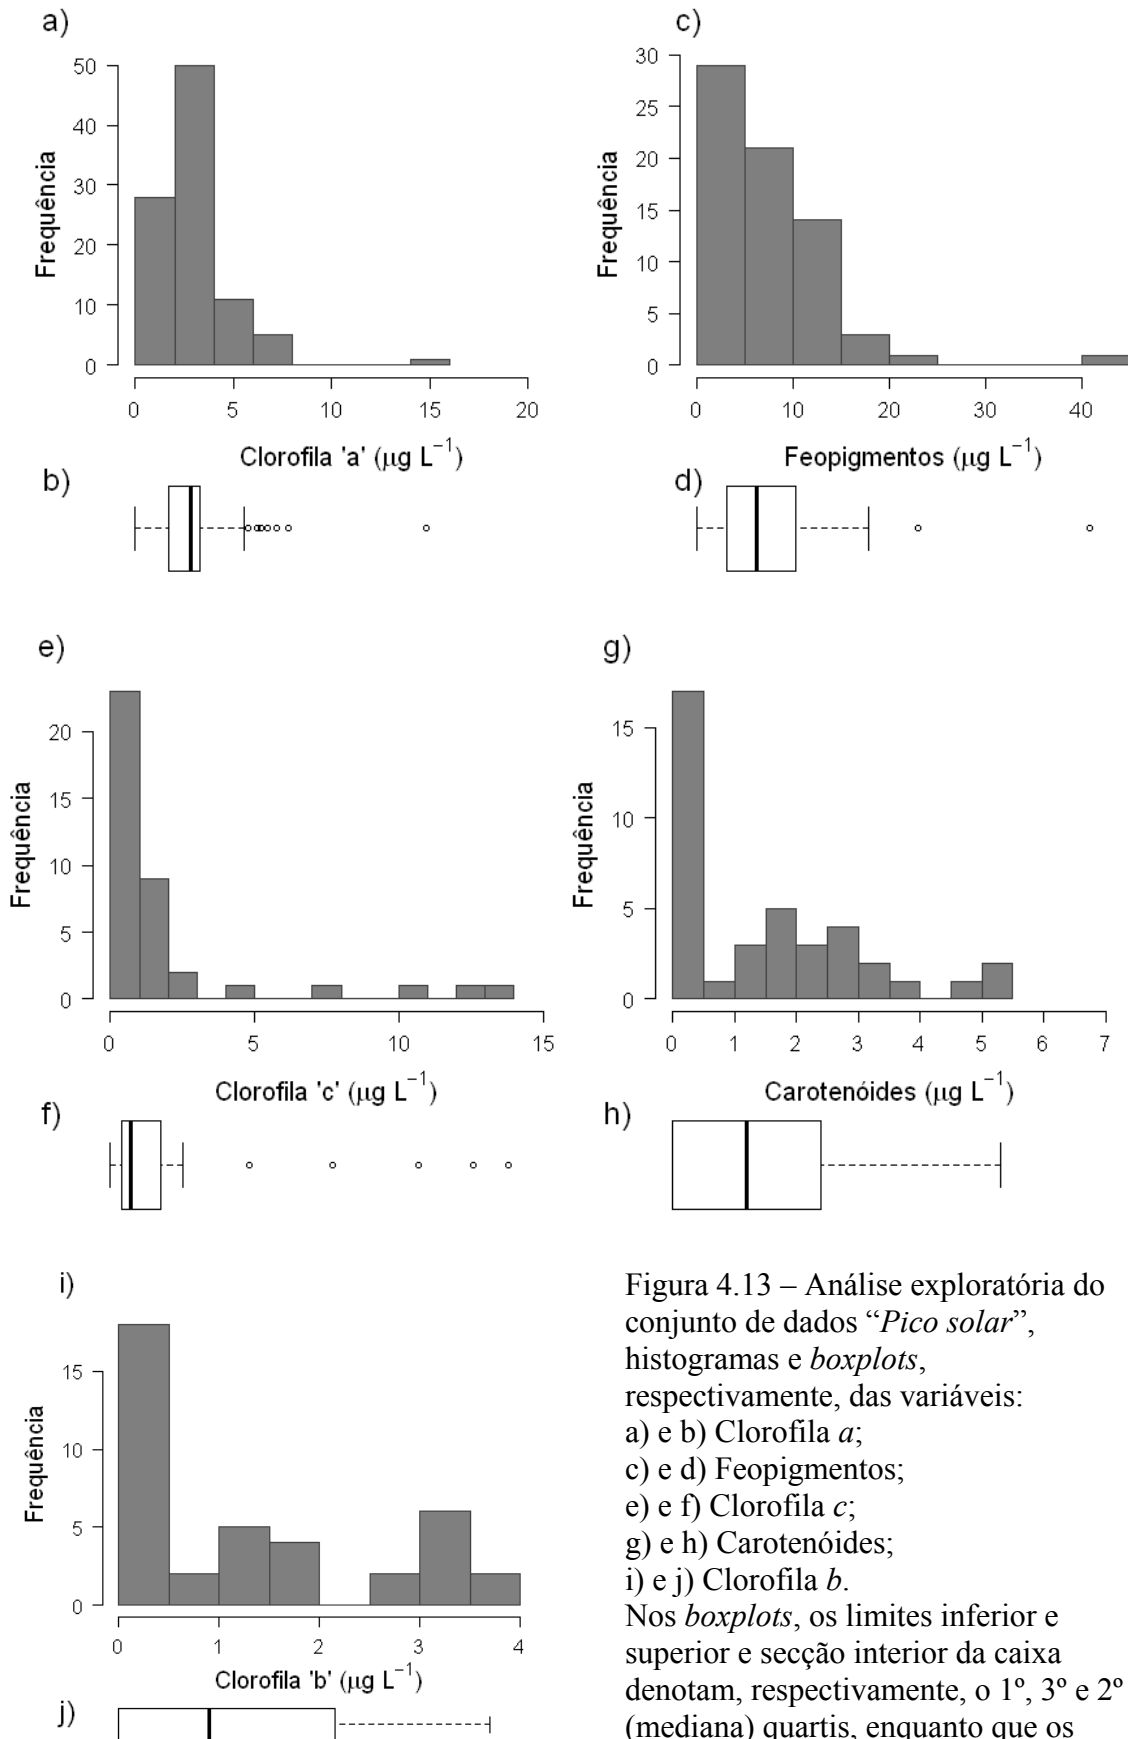 a)
50
40
30
20
10
0
Frequência
0 5 10 15 20
Clorofila 'a' (µg L⁻¹)
b)
c)
30
25
20
15
10
5
0
Frequência
0 10 20 30 40
Feopigmentos (µg L⁻¹)
d)
e)
20
15
10
5
0
Frequência
0 5 10 15
Clorofila 'c' (µg L⁻¹)
f)
g)
15
10
5
0
Frequência
0 1 2 3 4 5 6 7
Carotenóides (µg L⁻¹)
h)
i)
15
10
5
0
Frequência
0 1 2 3 4
Clorofila 'b' (µg L⁻¹)
j)
Figura 4.13 – Análise exploratória do
conjunto de dados “Pico solar”,
histogramas e boxplots,
respectivamente, das variáveis:
a) e b) Clorofila a;
c) e d) Feopigmentos;
e) e f) Clorofila c;
g) e h) Carotenóides;
i) e j) Clorofila b.
Nos boxplots, os limites inferior e
superior e secção interior da caixa
denotam, respectivamente, o 1º, 3º e 2º
(mediana) quartis, enquanto que os